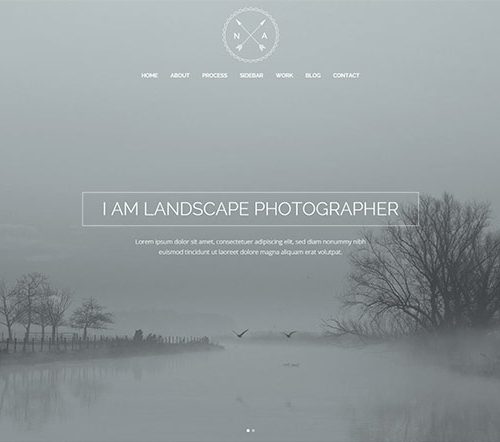 N A
HOME ABOUT PROCESS SIDEBAR WORK BLOG CONTACT
I AM LANDSCAPE PHOTOGRAPHER
Lorem ipsum dolor sit amet, consectetuer adipiscing elit, sed diam nonummy nibh
euismod tincidunt ut laoreet dolore magna aliquam erat volutpat.